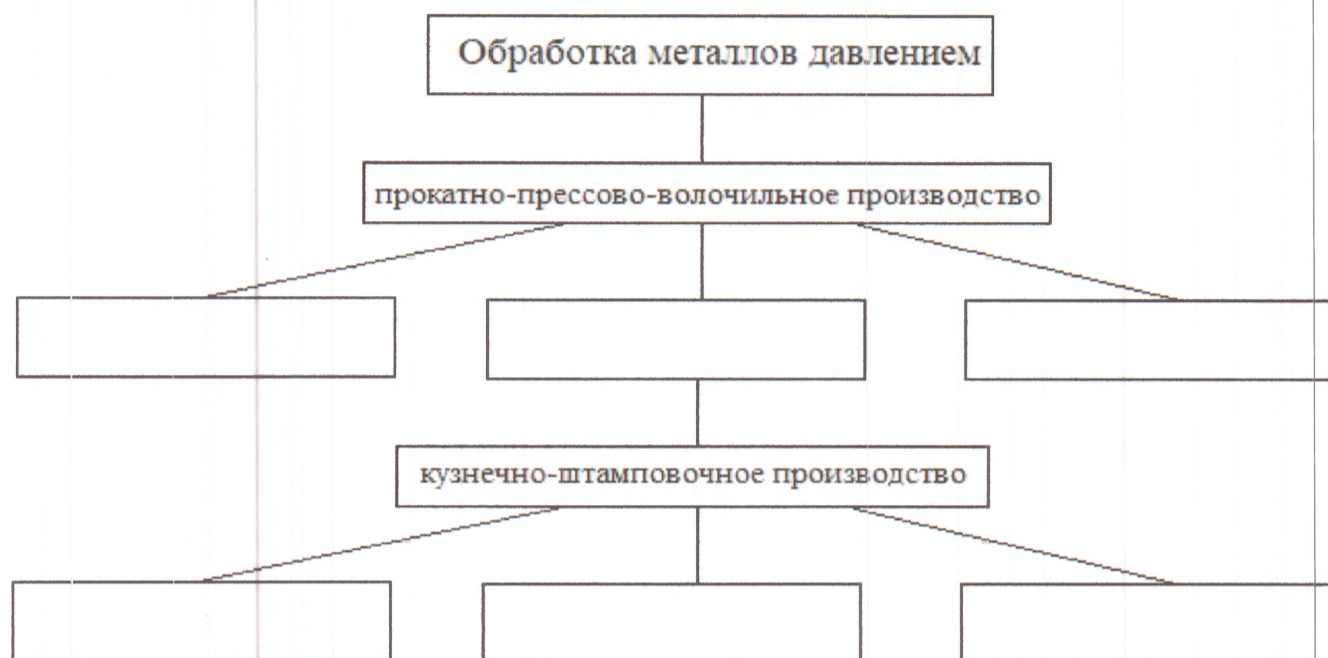 Обработка металлов давлением
прокатно-прессово-волочильное производство
кузнечно-штамповочное производство